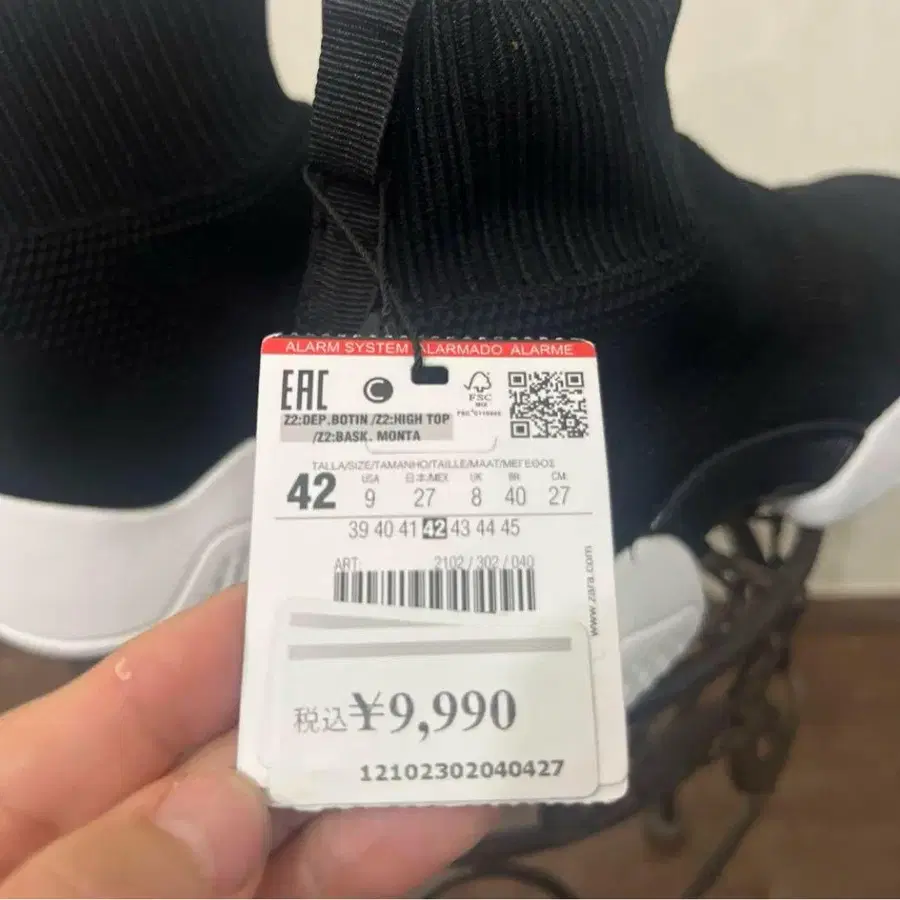 ALARM SYSTEM ALARMADO ALARME
EAC
C
FSC
Z2:DEP.BOTIN /Z2:HIGH TOP
/Z2:BASK. MONTA
TALLA/SIZE/TAMANHO/TAILLE/MAAT/ΜΕΓΕΘΟΣ
USA 日本/MEX UK BR CM
42 9 27 8 40 27
39 40 41 42 43 44 45
ART. 2102 / 302 / 040
www.zara.com
税込¥9,990
12102302040427